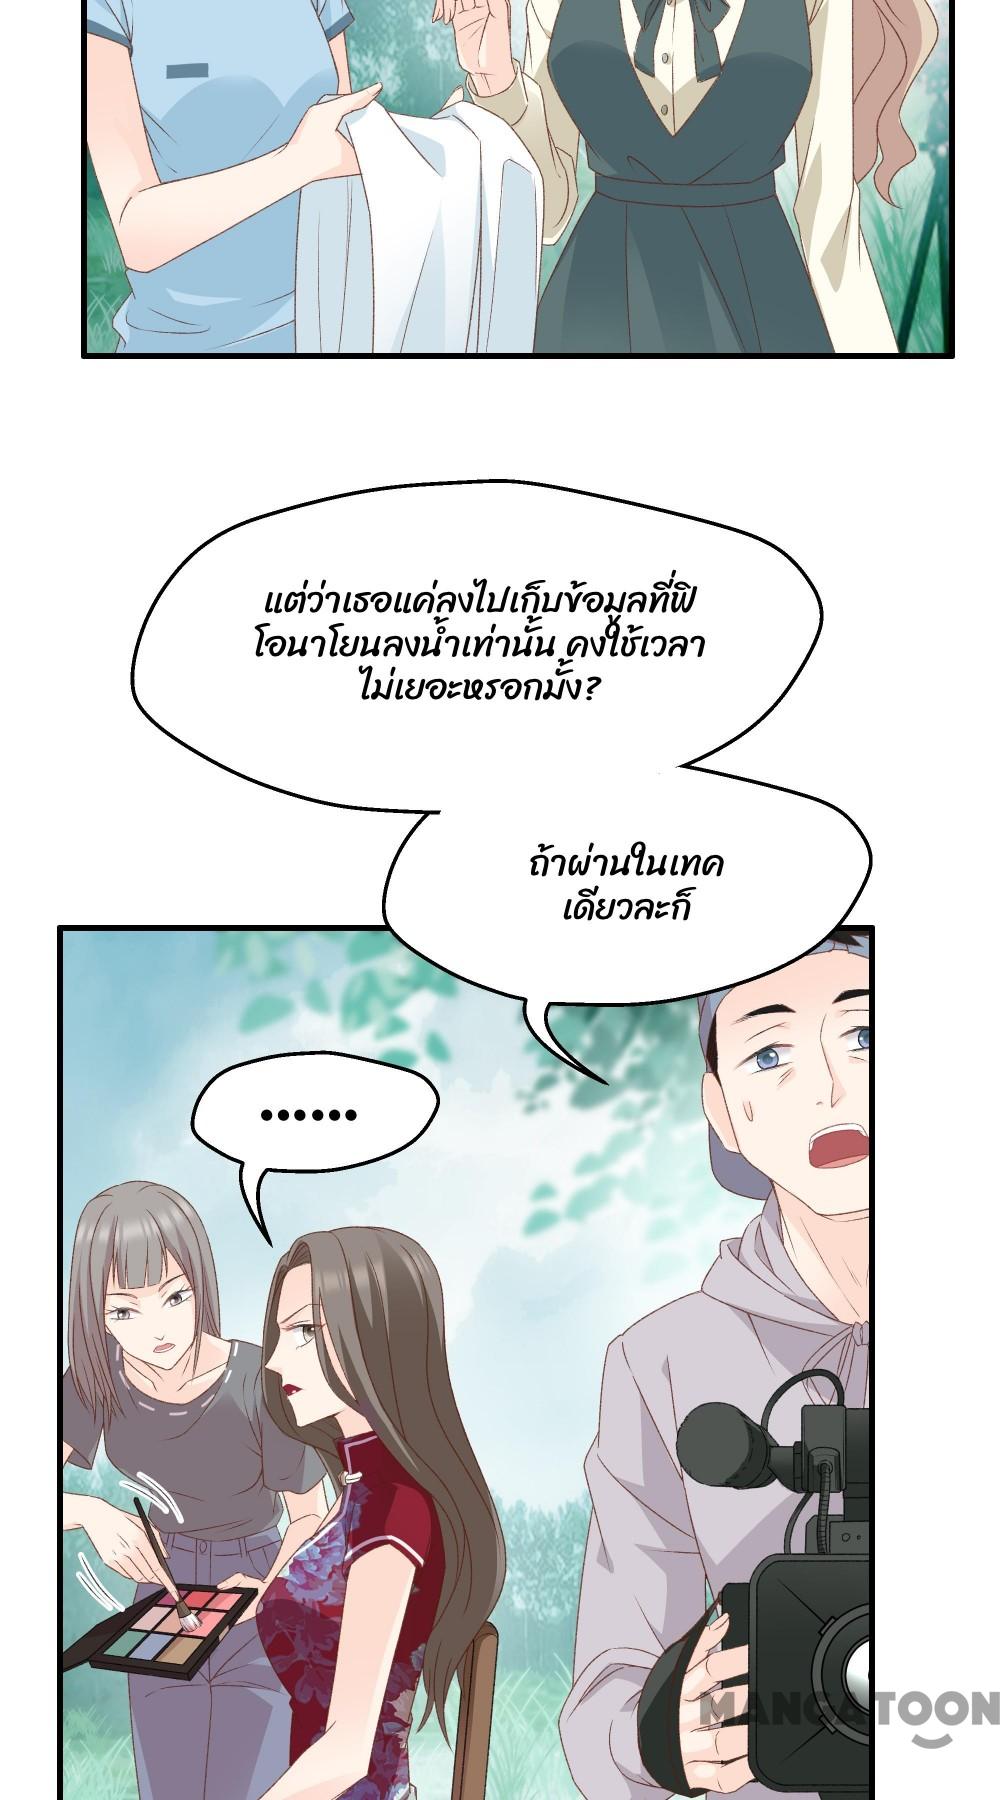 แต่ว่าเธอแค่ลงไปเก็บข้อมูลที่ฟิ
โอนาโยนลงน้ำเท่านั้น คงใช้เวลา
ไม่เยอะหรอกมั้ง?
ถ้าผ่านในเทค
เดียวละก็
••••••
MANGATOON